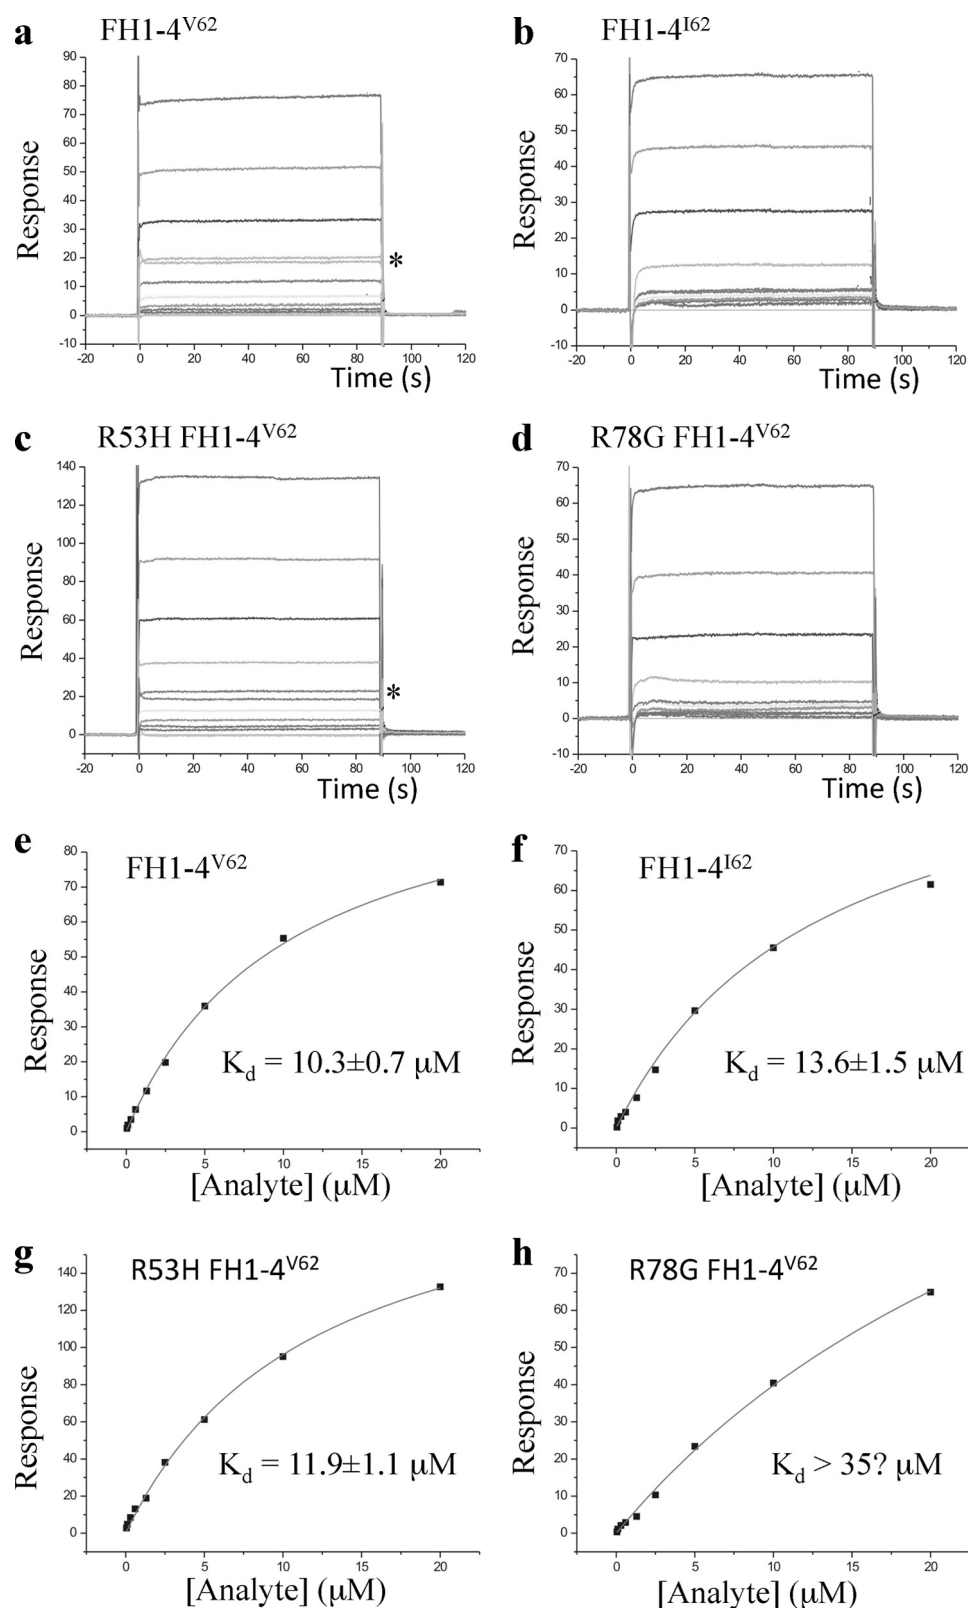 a FH1-4V62
90
80
70
60
50
40
30
20
10
0
-10
Response
*
-20 0 20 40 60 80 100 120
Time (s)
b FH1-4I62
70
60
50
40
30
20
10
0
-10
Response
-20 0 20 40 60 80 100 120
Time (s)
c R53H FH1-4V62
140
120
100
80
60
40
20
0
Response
*
-20 0 20 40 60 80 100 120
Time (s)
d R78G FH1-4V62
70
60
50
40
30
20
10
0
-10
Response
-20 0 20 40 60 80 100 120
Time (s)
e FH1-4V62
80
70
60
50
40
30
20
10
0
Response
Kd = 10.3±0.7 μM
0 5 10 15 20
[Analyte] (μM)
f FH1-4I62
70
60
50
40
30
20
10
0
Response
Kd = 13.6±1.5 μM
0 5 10 15 20
[Analyte] (μM)
g R53H FH1-4V62
140
120
100
80
60
40
20
0
Response
Kd = 11.9±1.1 μM
0 5 10 15 20
[Analyte] (μM)
h R78G FH1-4V62
70
60
50
40
30
20
10
0
Response
Kd > 35? μM
0 5 10 15 20
[Analyte] (μM)